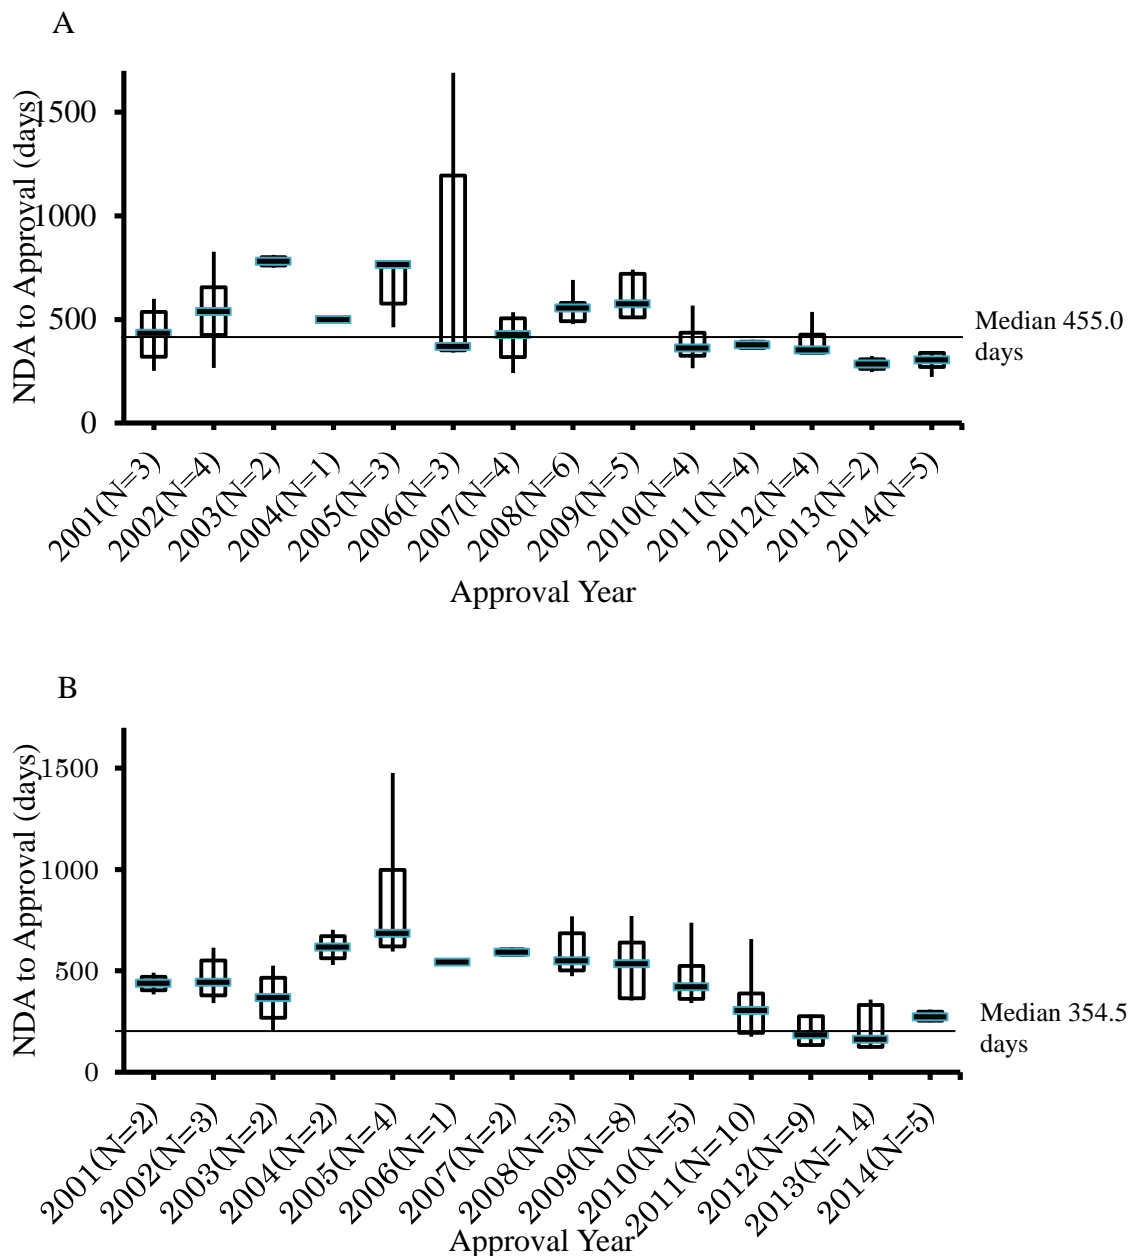 A
NDA to Approval (days)
1500
1000
500
0
Median 455.0
days
2001(N=3)
2002(N=4)
2003(N=2)
2004(N=1)
2005(N=3)
2006(N=3)
2007(N=4)
2008(N=6)
2009(N=5)
2010(N=4)
2011(N=4)
2012(N=4)
2013(N=2)
2014(N=5)
Approval Year
B
NDA to Approval (days)
1500
1000
500
0
Median 354.5
days
2001(N=2)
2002(N=3)
2003(N=2)
2004(N=2)
2005(N=4)
2006(N=1)
2007(N=2)
2008(N=3)
2009(N=8)
2010(N=5)
2011(N=10)
2012(N=9)
2013(N=14)
2014(N=5)
Approval Year